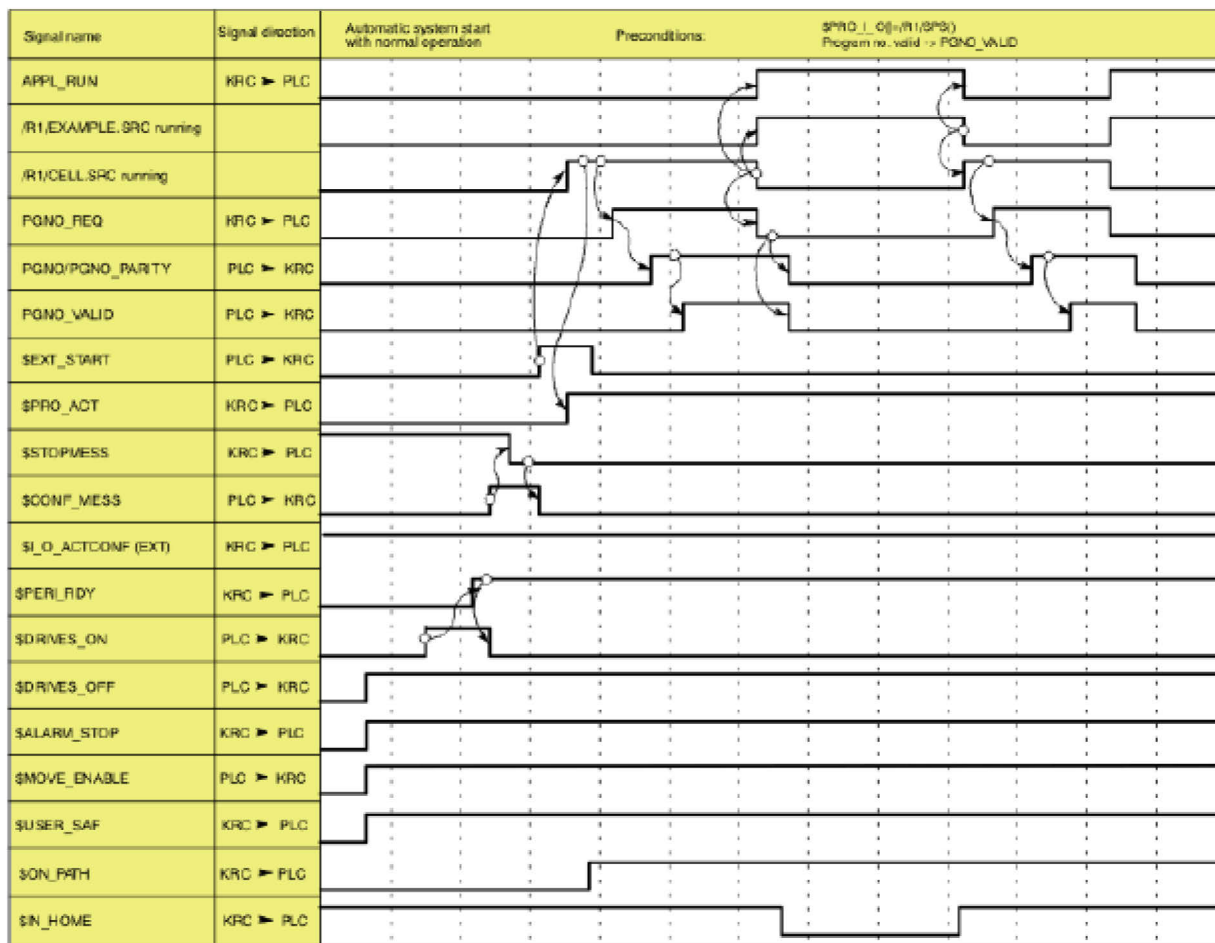 Signal name Signal direction Automatic system start Preconditions:
with normal operation Program no. valid -> PGNO_VALID
APPL_RUN KRC ► PLC
/R1/EXAMPLE.SRC running
/R1/CELL.SRC running
PGNO_REQ KRC ► PLC
PGNO/PGNO_PARITY PLC ► KRC
PGNO_VALID PLC ► KRC
$EXT_START PLC ► KRC
$PRO_ACT KRC ► PLC
$STOPMESS KRC ► PLC
$CONF_MESS PLC ► KRC
$I_O_ACTCONF (EXT) KRC ► PLC
$PERI_RDY KRC ► PLC
$DRIVES_ON PLC ► KRC
$DRIVES_OFF PLC ► KRC
$ALARM_STOP KRC ► PLC
$MOVE_ENABLE PLC ► KRC
$USER_SAF KRC ► PLC
$ON_PATH KRC ► PLC
$IN_HOME KRC ► PLC